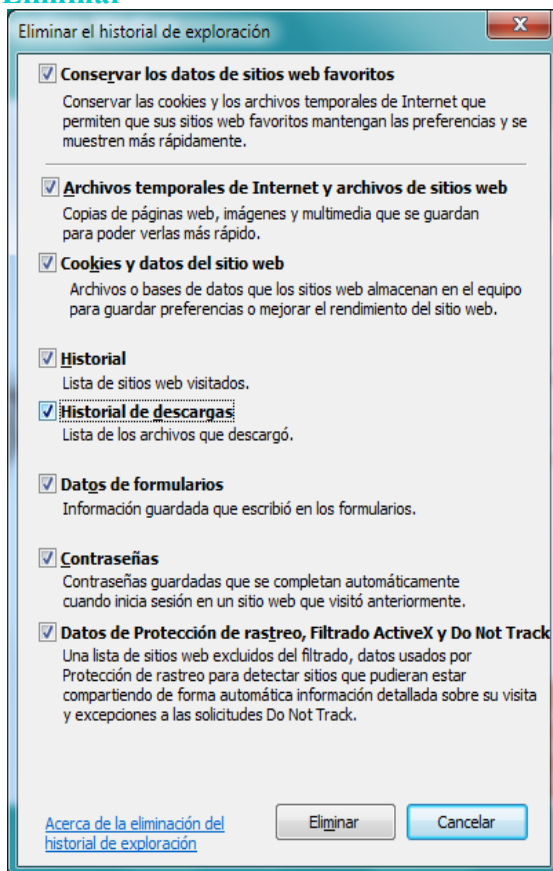 Eliminar
Eliminar el historial de exploración
Conservar los datos de sitios web favoritos
Conservar las cookies y los archivos temporales de Internet que
permiten que sus sitios web favoritos mantengan las preferencias y se
muestren más rápidamente.
Archivos temporales de Internet y archivos de sitios web
Copias de páginas web, imágenes y multimedia que se guardan
para poder verlas más rápido.
Cookies y datos del sitio web
Archivos o bases de datos que los sitios web almacenan en el equipo
para guardar preferencias o mejorar el rendimiento del sitio web.
Historial
Lista de sitios web visitados.
Historial de descargas
Lista de los archivos que descargó.
Datos de formularios
Información guardada que escribió en los formularios.
Contraseñas
Contraseñas guardadas que se completan automáticamente
cuando inicia sesión en un sitio web que visitó anteriormente.
Datos de Protección de rastreo, Filtrado ActiveX y Do Not Track
Una lista de sitios web excluidos del filtrado, datos usados por
Protección de rastreo para detectar sitios que pudieran estar
compartiendo de forma automática información detallada sobre su visita
y excepciones a las solicitudes Do Not Track.
Acerca de la eliminación del
historial de exploración
Eliminar
Cancelar